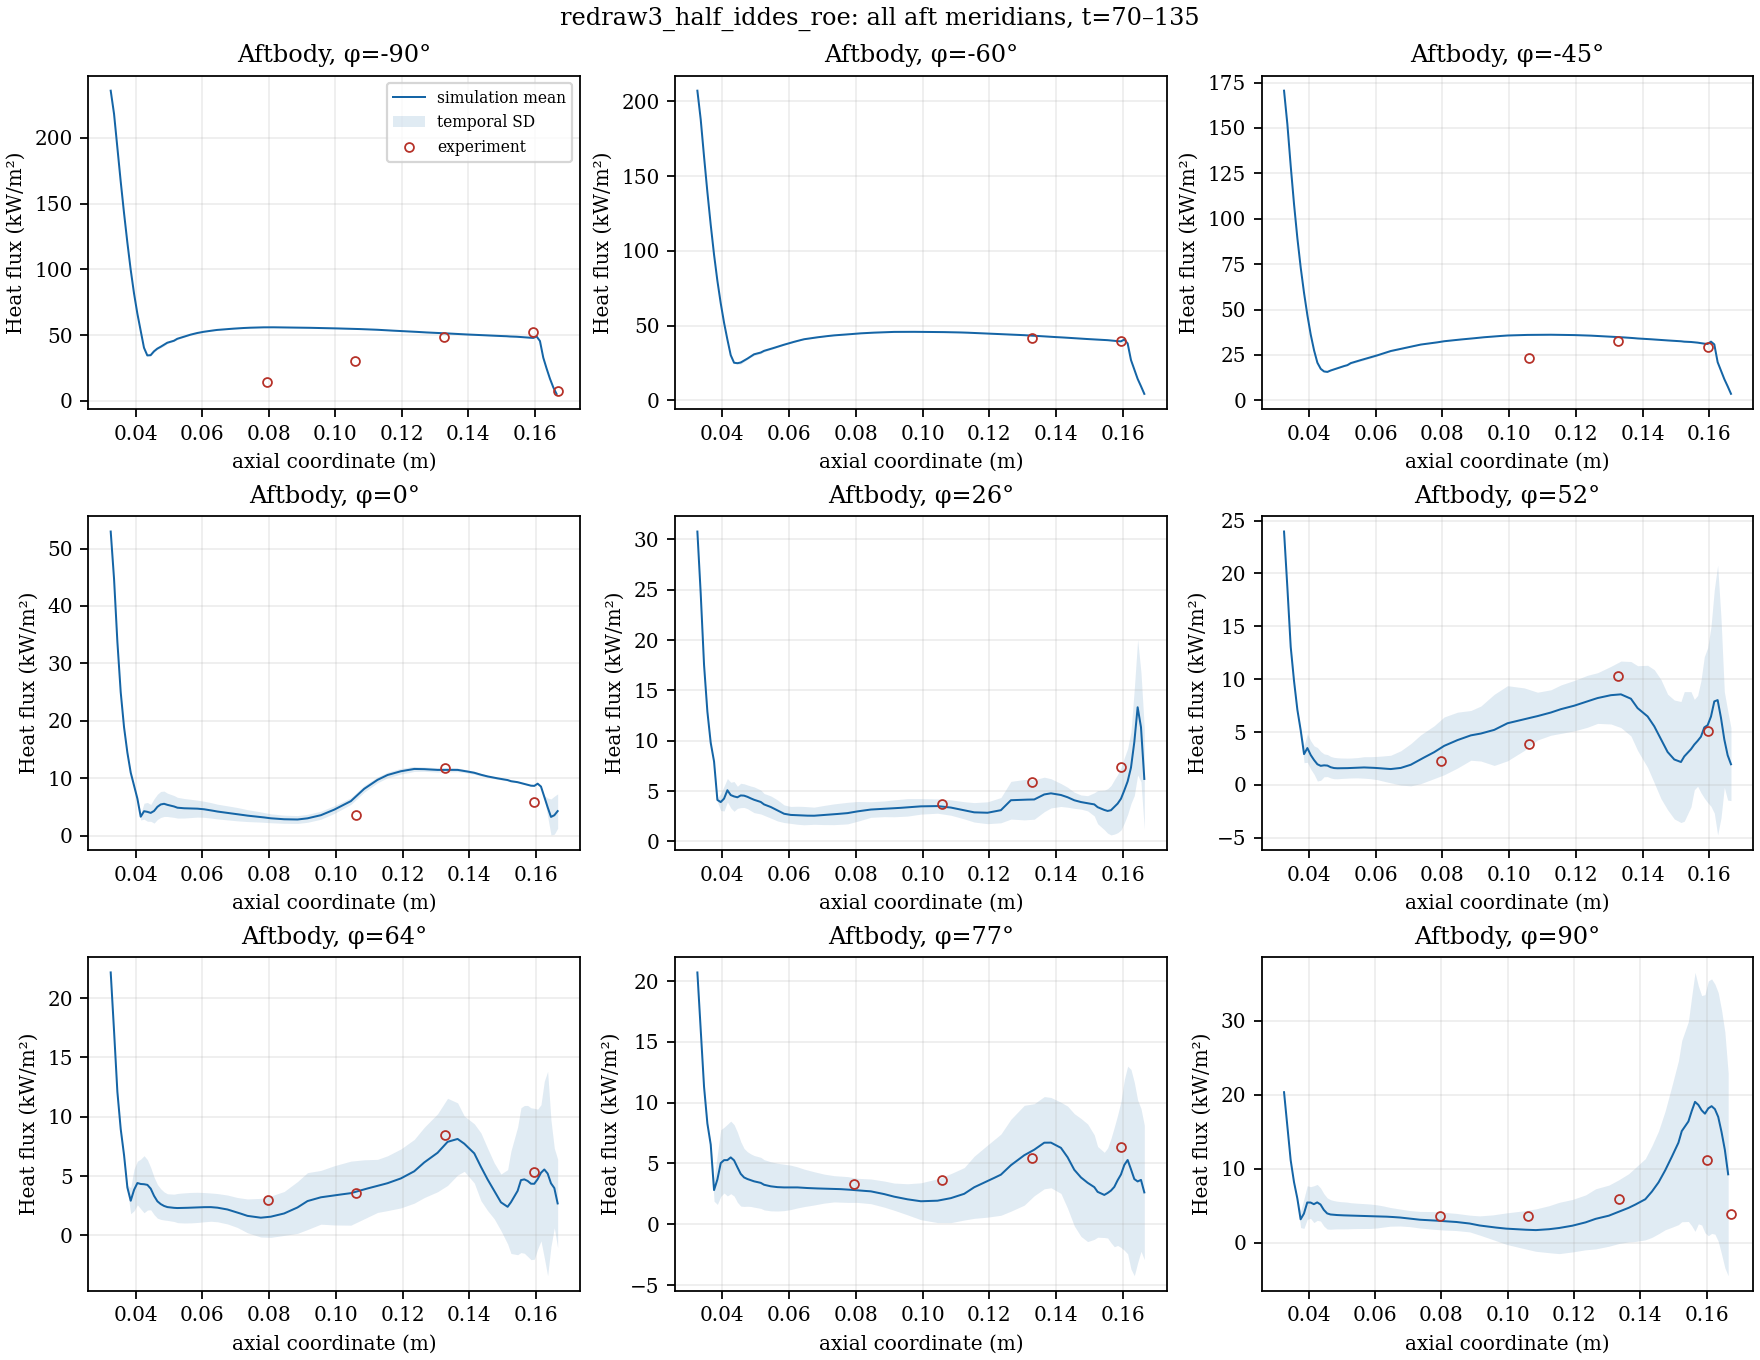 redraw3_half_iddes_roe: all aft meridians, t=70–135
Aftbody, φ=-90°
Heat flux (kW/m²)
200
150
100
50
0
simulation mean
temporal SD
experiment
0.04 0.06 0.08 0.10 0.12 0.14 0.16
axial coordinate (m)
Aftbody, φ=-60°
Heat flux (kW/m²)
200
150
100
50
0
0.04 0.06 0.08 0.10 0.12 0.14 0.16
axial coordinate (m)
Aftbody, φ=-45°
Heat flux (kW/m²)
175
150
125
100
75
50
25
0
0.04 0.06 0.08 0.10 0.12 0.14 0.16
axial coordinate (m)
Aftbody, φ=0°
Heat flux (kW/m²)
50
40
30
20
10
0
0.04 0.06 0.08 0.10 0.12 0.14 0.16
axial coordinate (m)
Aftbody, φ=26°
Heat flux (kW/m²)
30
25
20
15
10
5
0
0.04 0.06 0.08 0.10 0.12 0.14 0.16
axial coordinate (m)
Aftbody, φ=52°
Heat flux (kW/m²)
25
20
15
10
5
0
−5
0.04 0.06 0.08 0.10 0.12 0.14 0.16
axial coordinate (m)
Aftbody, φ=64°
Heat flux (kW/m²)
20
15
10
5
0
0.04 0.06 0.08 0.10 0.12 0.14 0.16
axial coordinate (m)
Aftbody, φ=77°
Heat flux (kW/m²)
20
15
10
5
0
−5
0.04 0.06 0.08 0.10 0.12 0.14 0.16
axial coordinate (m)
Aftbody, φ=90°
Heat flux (kW/m²)
30
20
10
0
0.04 0.06 0.08 0.10 0.12 0.14 0.16
axial coordinate (m)